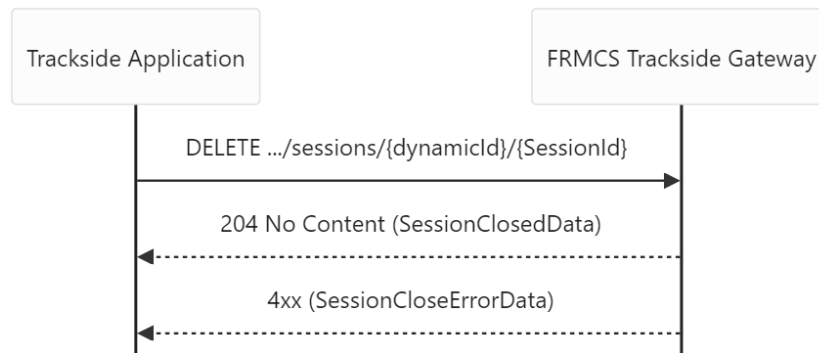 Trackside Application
FRMCS Trackside Gateway
DELETE .../sessions/{dynamicId}/{SessionId}
204 No Content (SessionClosedData)
4xx (SessionCloseErrorData)